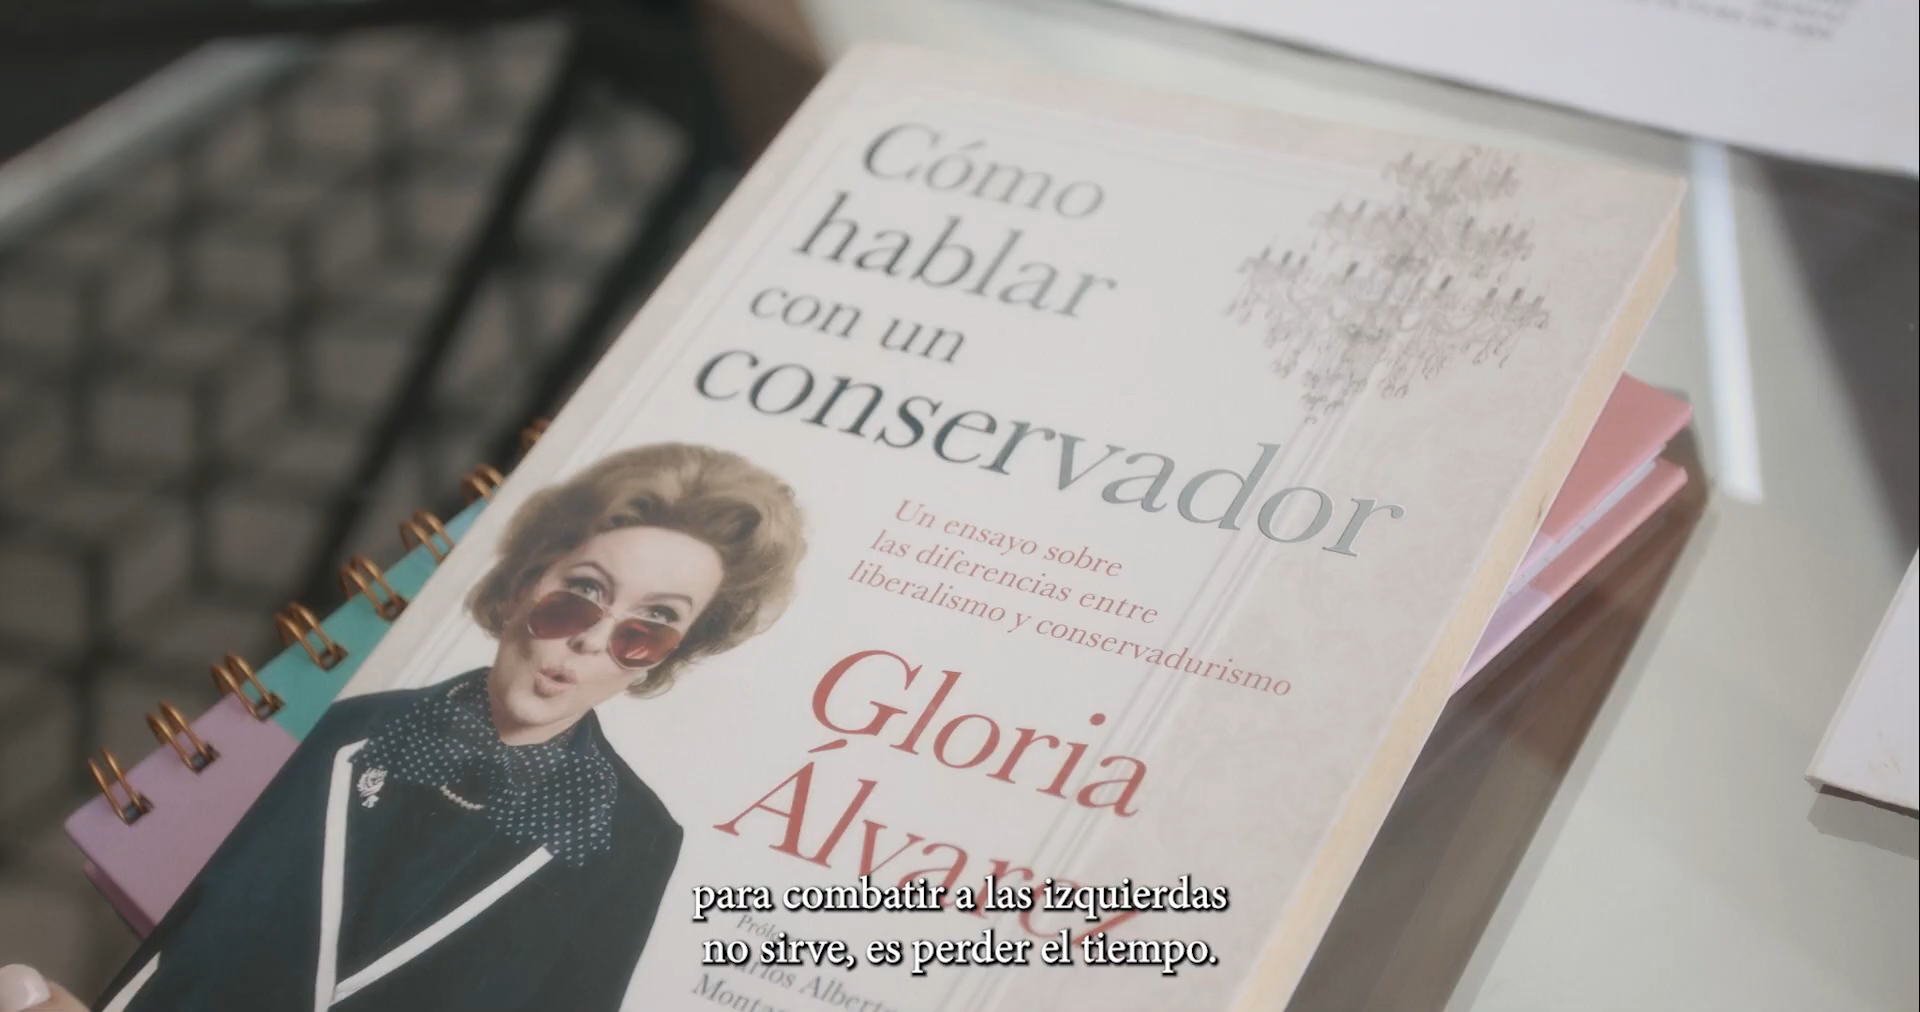 Cómo
hablar
con un
conservador
Un ensayo sobre
las diferencias entre
liberalismo y conservadurismo
Gloria
Álvarez
para combatir a las izquierdas
no sirve, es perder el tiempo.